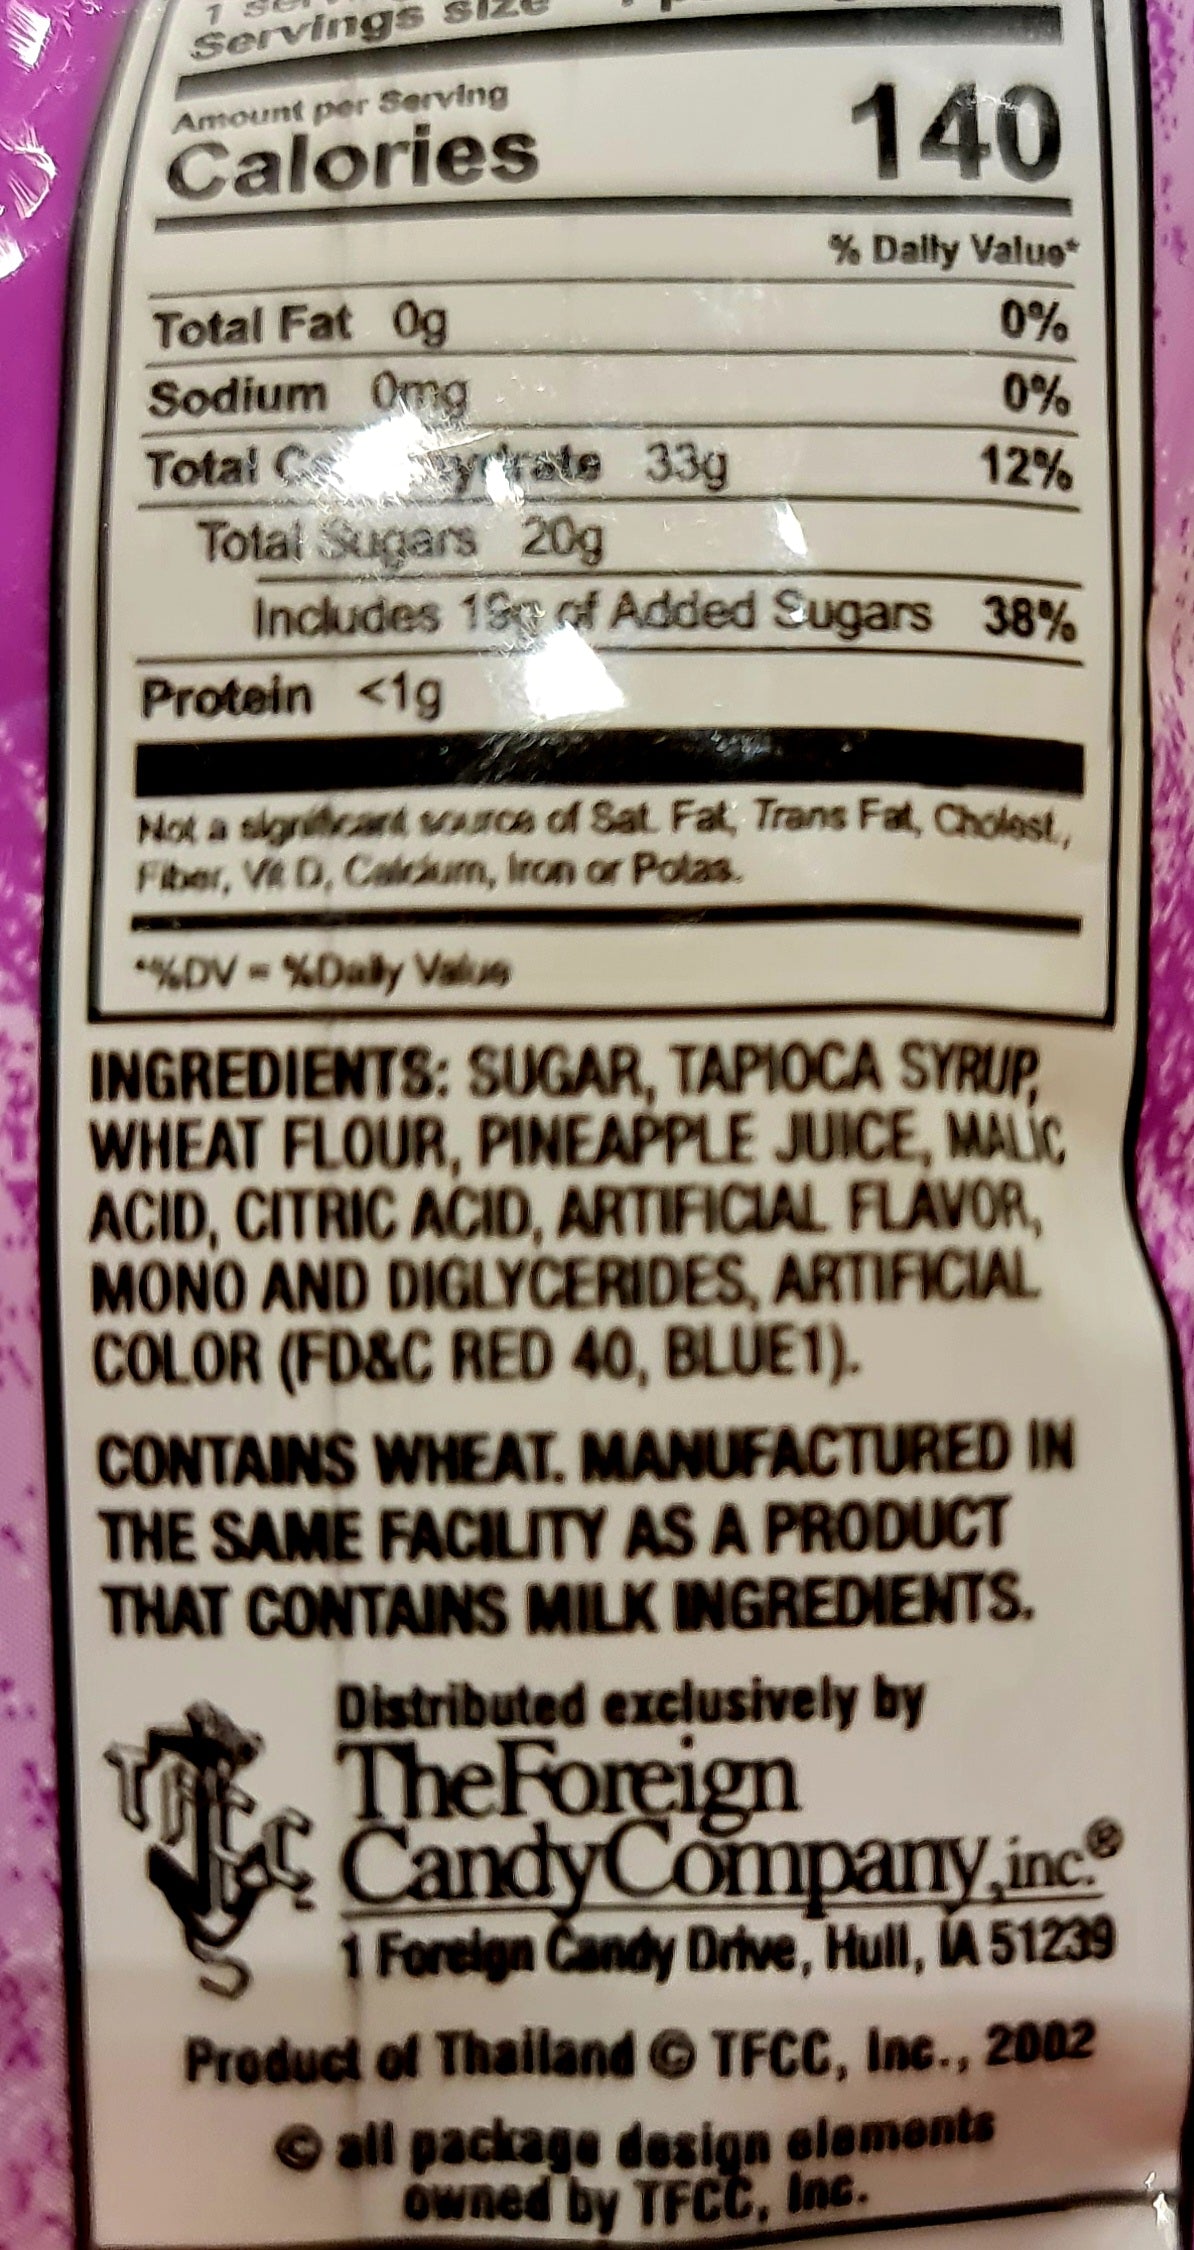 Servings size
Amount per Serving
Calories 140
% Daily Value*
Total Fat 0g 0%
Sodium 0mg 0%
Total 33g 12%
Total Sugars 20g
Includes 19g of Added Sugars 38%
Protein <1g
Not a significant source of Sat. Fat, Trans Fat, Cholest.,
Fiber, Vit D, Calcium, Iron or Potas.
*%DV = %Daily Value
INGREDIENTS: SUGAR, TAPIOCA SYRUP,
WHEAT FLOUR, PINEAPPLE JUICE, MALIC
ACID, CITRIC ACID, ARTIFICIAL FLAVOR,
MONO AND DIGLYCERIDES, ARTIFICIAL
COLOR (FD&C RED 40, BLUE1).
CONTAINS WHEAT. MANUFACTURED IN
THE SAME FACILITY AS A PRODUCT
THAT CONTAINS MILK INGREDIENTS.
Distributed exclusively by
TFCC
TheForeign
CandyCompany,inc.®
1 Foreign Candy Drive, Hull, IA 51239
Product of Thailand © TFCC, Inc., 2002
© all package design elements
owned by TFCC, Inc.